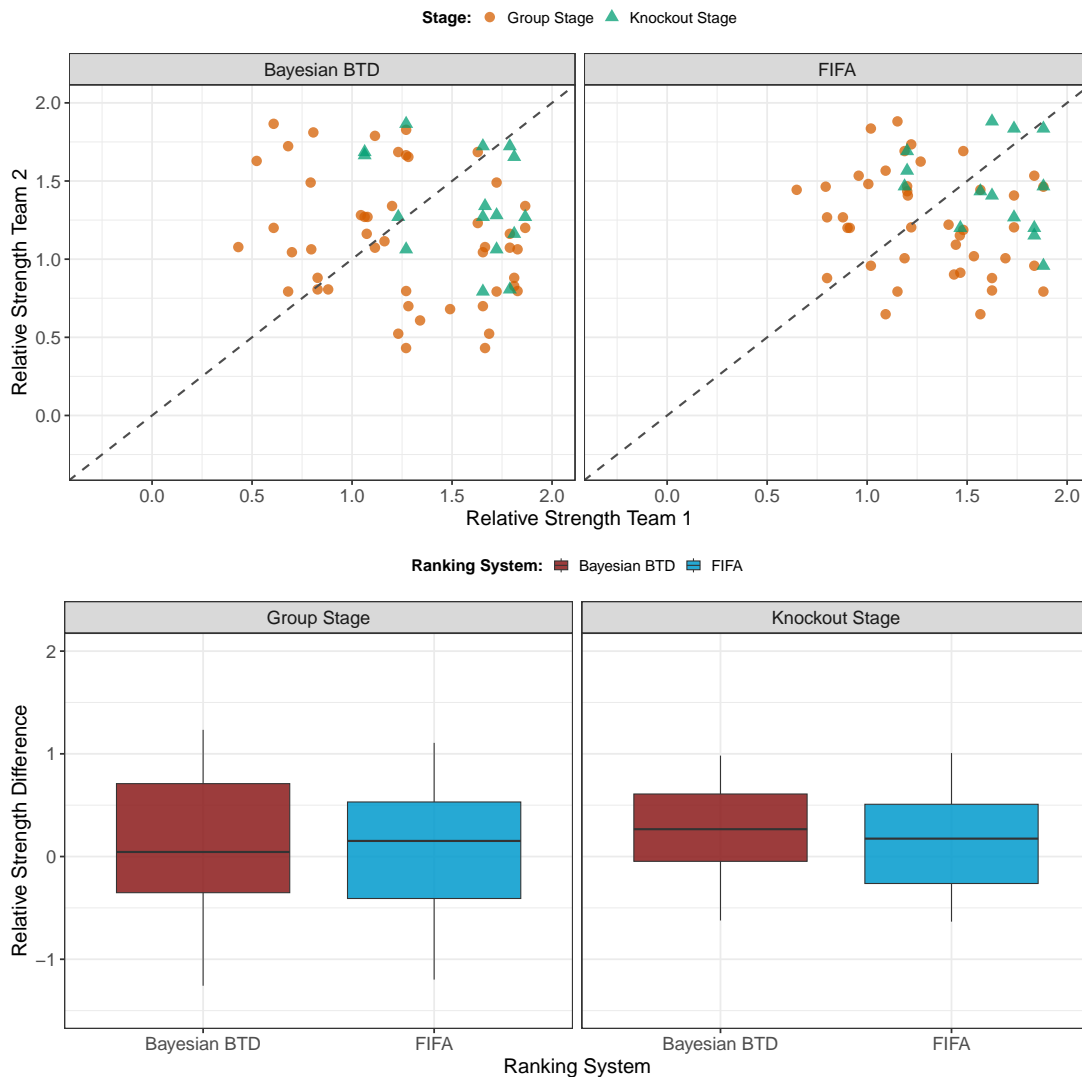 Stage: Group Stage Knockout Stage
Bayesian BTD FIFA
Relative Strength Team 2
2.0
1.5
1.0
0.5
0.0
0.0 0.5 1.0 1.5 2.0 0.0 0.5 1.0 1.5 2.0
Relative Strength Team 1
Ranking System: Bayesian BTD FIFA
Group Stage Knockout Stage
Relative Strength Difference
2
1
0
−1
Bayesian BTD FIFA Bayesian BTD FIFA
Ranking System